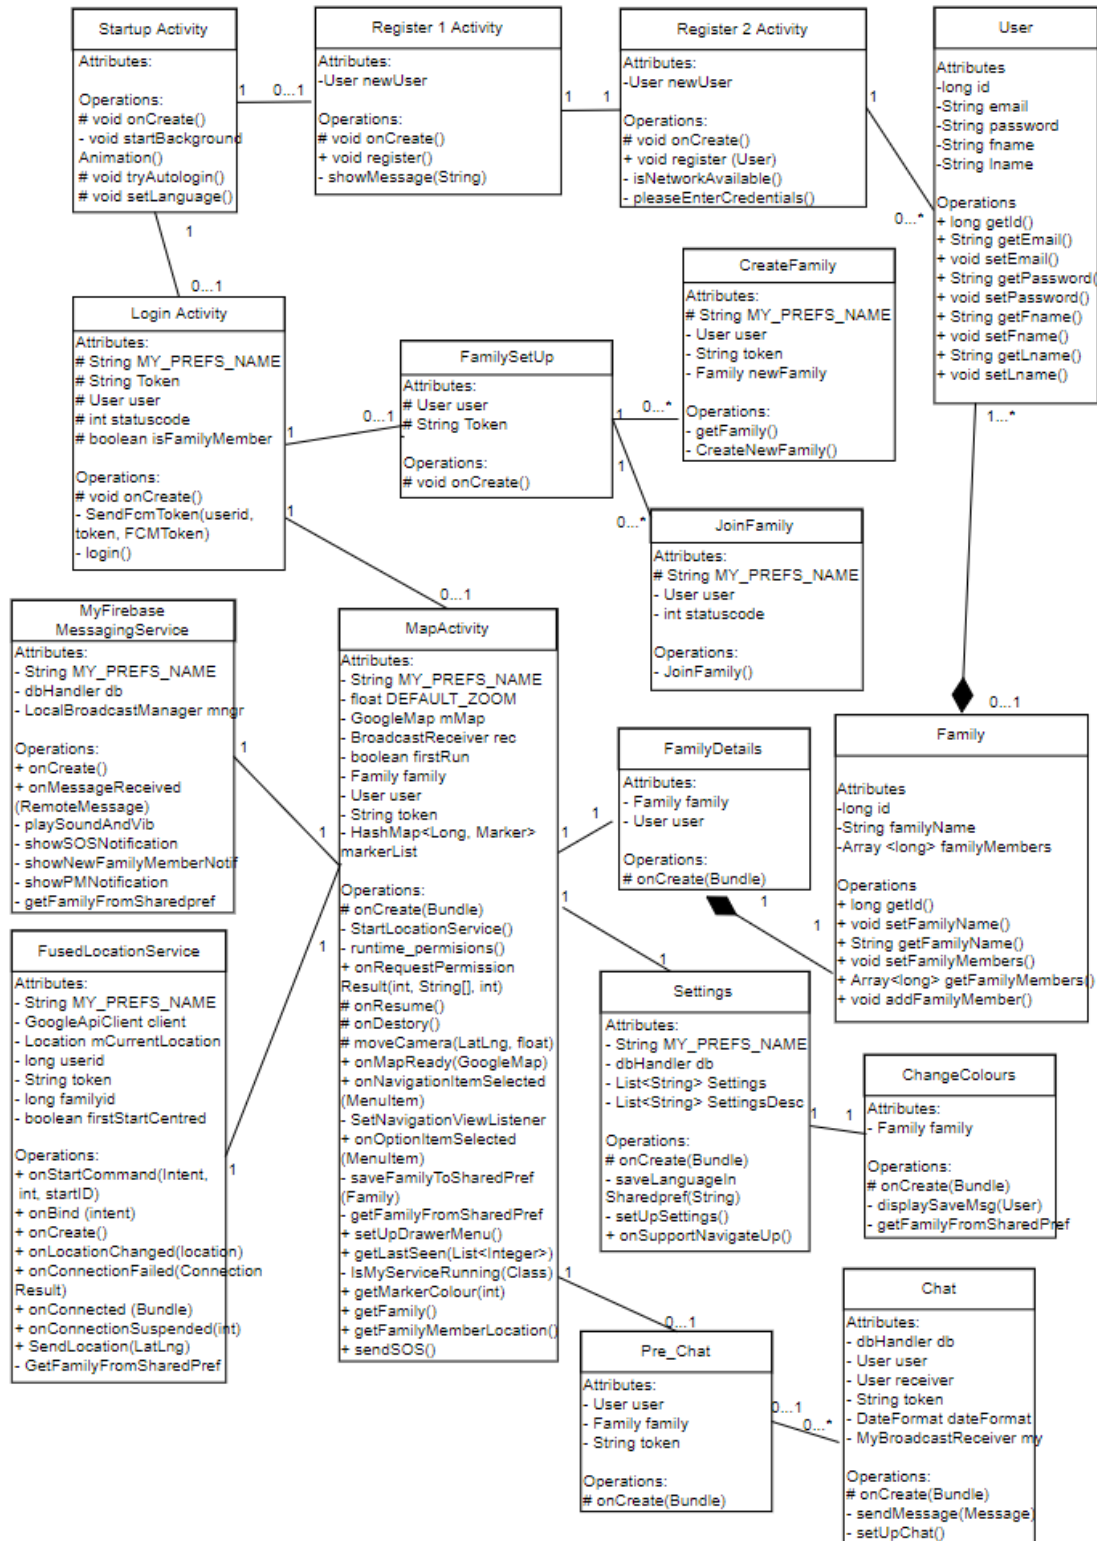 Startup Activity
Attributes:
Operations:
# void onCreate()
- void startBackground
Animation()
# void tryAutologin()
# void setLanguage()
1
0...1
Register 1 Activity
Attributes:
-User newUser
Operations:
# void onCreate()
+ void register()
- showMessage(String)
1
1
Register 2 Activity
Attributes:
-User newUser
Operations:
# void onCreate()
+ void register (User)
- isNetworkAvailable()
- pleaseEnterCredentials()
1
0...*
User
Attributes
-long id
-String email
-String password
-String fname
-String lname
Operations
+ long getId()
+ String getEmail()
+ void setEmail()
+ String getPassword(
+ void setPassword()
+ String getFname()
+ void setFname()
+ String getLname()
+ void setLname()
1...*
1
0...1
Login Activity
Attributes:
# String MY_PREFS_NAME
# String Token
# User user
# int statuscode
# boolean isFamilyMember
Operations:
# void onCreate()
- SendFcmToken(userid,
token, FCMToken)
- login()
1
0...1
1
0...1
FamilySetUp
Attributes:
# User user
# String Token
-
Operations:
# void onCreate()
1
0...*
1
0...*
CreateFamily
Attributes:
# String MY_PREFS_NAME
- User user
- String token
- Family newFamily
Operations:
- getFamily()
- CreateNewFamily()
JoinFamily
Attributes:
# String MY_PREFS_NAME
- User user
- int statuscode
Operations:
- JoinFamily()
MyFirebase
MessagingService
Attributes:
- String MY_PREFS_NAME
- dbHandler db
- LocalBroadcastManager mngr
Operations:
+ onCreate()
+ onMessageReceived
(RemoteMessage)
- playSoundAndVib
- showSOSNotification
- showNewFamilyMemberNotif
- showPMNotification
- getFamilyFromSharedpref
1
1
FusedLocationService
Attributes:
- String MY_PREFS_NAME
- GoogleApiClient client
- Location mCurrentLocation
- long userid
- String token
- long familyid
- boolean firstStartCentred
Operations:
+ onStartCommand(Intent,
int, startID)
+ onBind (intent)
+ onCreate()
+ onLocationChanged(location)
+ onConnectionFailed(Connection
Result)
+ onConnected (Bundle)
+ onConnectionSuspended(int)
+ SendLocation(LatLng)
- GetFamilyFromSharedPref
1
1
MapActivity
Attributes:
- String MY_PREFS_NAME
- float DEFAULT_ZOOM
- GoogleMap mMap
- BroadcastReceiver rec
- boolean firstRun
- Family family
- User user
- String token
- HashMap<Long, Marker>
markerList
Operations:
# onCreate(Bundle)
- StartLocationService()
- runtime_permisions()
+ onRequestPermission
Result(int, String[], int)
# onResume()
# onDestory()
# moveCamera(LatLng, float)
+ onMapReady(GoogleMap)
+ onNavigationItemSelected
(MenuItem)
- SetNavigationViewListener
+ onOptionItemSelected
(MenuItem)
- saveFamilyToSharedPref
(Family)
- getFamilyFromSharedPref
+ setUpDrawerMenu()
+ getLastSeen(List<Integer>)
- IsMyServiceRunning(Class)
+ getMarkerColour(int)
+ getFamily()
+ getFamilyMemberLocation()
+ sendSOS()
1
1
1
1
1
0...1
FamilyDetails
Attributes:
- Family family
- User user
Operations:
# onCreate(Bundle)
1
1
0...1
Family
Attributes
-long id
-String familyName
-Array <long> familyMembers
Operations
+ long getId()
+ void setFamilyName()
+ String getFamilyName()
+ void setFamilyMembers()
+ Array<long> getFamilyMembers()
+ void addFamilyMember()
Settings
Attributes:
- String MY_PREFS_NAME
- dbHandler db
- List<String> Settings
- List<String> SettingsDesc
Operations:
# onCreate(Bundle)
- saveLanguageIn
Sharedpref(String)
- setUpSettings()
+ onSupportNavigateUp()
1
1
ChangeColours
Attributes:
- Family family
Operations:
# onCreate(Bundle)
- displaySaveMsg(User)
- getFamilyFromSharedPref
Pre_Chat
Attributes:
- User user
- Family family
- String token
Operations:
# onCreate(Bundle)
0...1
0...*
Chat
Attributes:
- dbHandler db
- User user
- User receiver
- String token
- DateFormat dateFormat
- MyBroadcastReceiver my
Operations:
# onCreate(Bundle)
- sendMessage(Message)
- setUpChat()